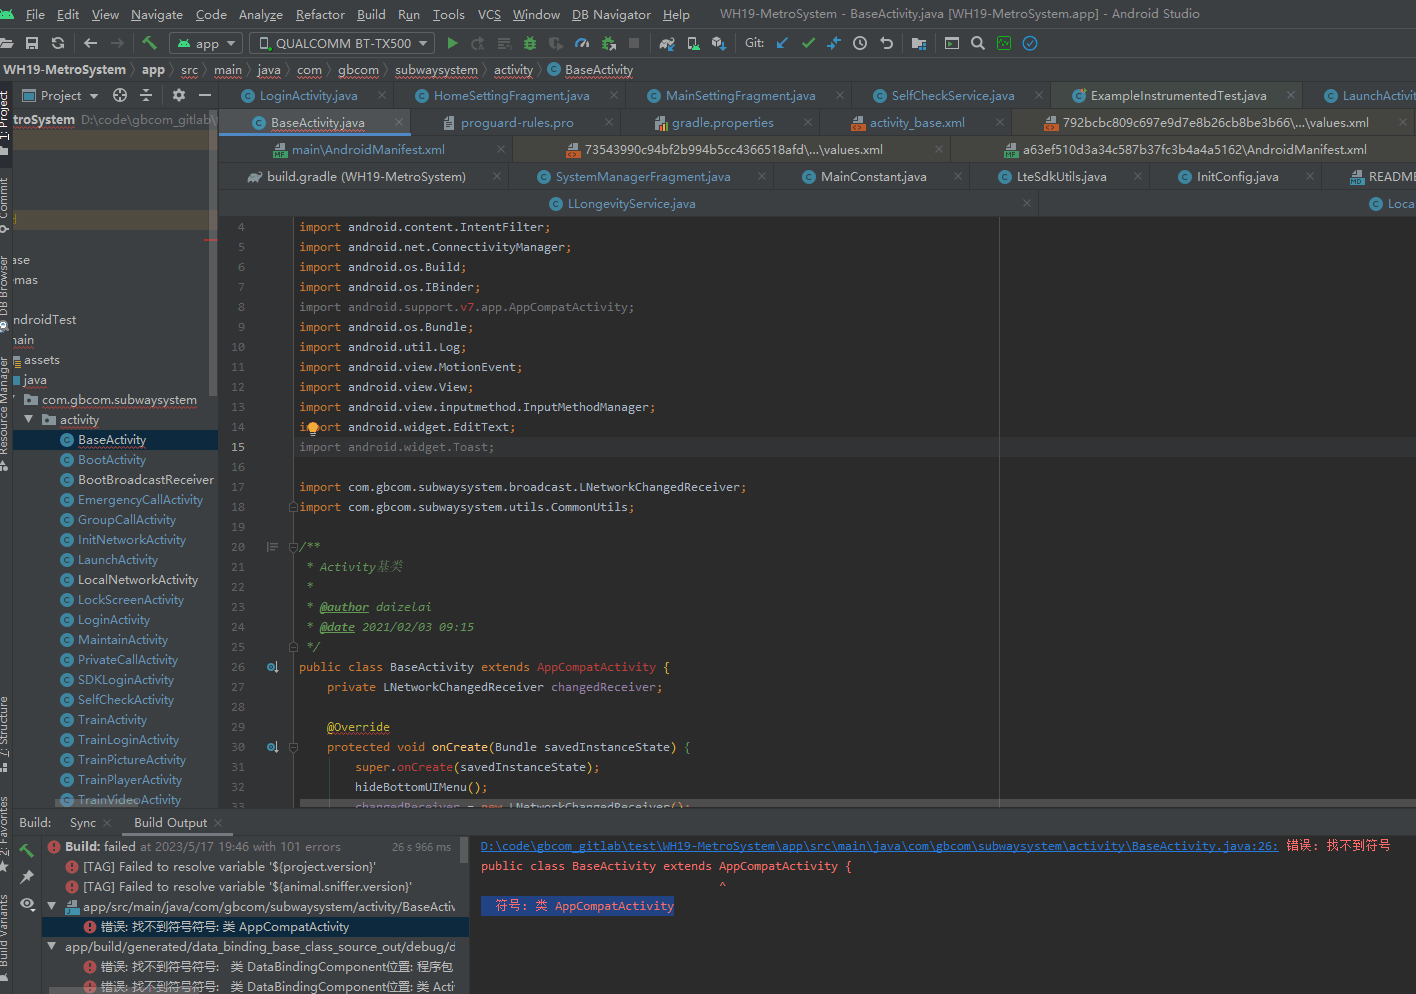 File Edit View Navigate Code Analyze Refactor Build Run Tools VCS Window DB Navigator Help WH19-MetroSystem - BaseActivity.java [WH19-MetroSystem.app] - Android Studio
app QUALCOMM BT-TX500 Git:
WH19-MetroSystem app src main java com gbcom subwaysystem activity BaseActivity
Project LoginActivity.java HomeSettingFragment.java MainSettingFragment.java SelfCheckService.java ExampleInstrumentedTest.java LaunchActivit
troSystem D:\code\gbcom_gitlab\ BaseActivity.java proguard-rules.pro gradle.properties activity_base.xml 792bcbc809c697e9d7e8b26cb8be3b66\...\values.xml
main\AndroidManifest.xml 73543990c94bf2b994b5cc4366518afd\...\values.xml a63ef510d3a34c587b37fc3b4a4a5162\AndroidManifest.xml
build.gradle (WH19-MetroSystem) SystemManagerFragment.java MainConstant.java LteSdkUtils.java InitConfig.java README
LLongevityService.java Loca
1: Project
Commit
DB Browser
Resource Manager
7: Structure
2: Favorites
Build Variants
ase
emas
ndroidTest
nain
assets
java
com.gbcom.subwaysystem
activity
BaseActivity
BootActivity
BootBroadcastReceiver
EmergencyCallActivity
GroupCallActivity
InitNetworkActivity
LaunchActivity
LocalNetworkActivity
LockScreenActivity
LoginActivity
MaintainActivity
PrivateCallActivity
SDKLoginActivity
SelfCheckActivity
TrainActivity
TrainLoginActivity
TrainPictureActivity
TrainPlayerActivity
TrainVideoActivity
4 import android.content.IntentFilter;
5 import android.net.ConnectivityManager;
6 import android.os.Build;
7 import android.os.IBinder;
8 import android.support.v7.app.AppCompatActivity;
9 import android.os.Bundle;
10 import android.util.Log;
11 import android.view.MotionEvent;
12 import android.view.View;
13 import android.view.inputmethod.InputMethodManager;
14 import android.widget.EditText;
15 import android.widget.Toast;
16
17 import com.gbcom.subwaysystem.broadcast.LNetworkChangedReceiver;
18 import com.gbcom.subwaysystem.utils.CommonUtils;
19
20 /**
21 * Activity基类
22 *
23 * @author daizelai
24 * @date 2021/02/03 09:15
25 */
26 public class BaseActivity extends AppCompatActivity {
27 private LNetworkChangedReceiver changedReceiver;
28
29 @Override
30 protected void onCreate(Bundle savedInstanceState) {
31 super.onCreate(savedInstanceState);
32 hideBottomUIMenu();
33 changedReceiver = new LNetworkChangedReceiver();
Build: Sync Build Output
Build: failed at 2023/5/17 19:46 with 101 errors 26 s 966 ms
[TAG] Failed to resolve variable '${project.version}'
[TAG] Failed to resolve variable '${animal.sniffer.version}'
app/src/main/java/com/gbcom/subwaysystem/activity/BaseActiv
错误: 找不到符号符号: 类 AppCompatActivity
app/build/generated/data_binding_base_class_source_out/debug/d
错误: 找不到符号符号: 类 DataBindingComponent位置: 程序包
错误: 找不到符号符号: 类 DataBindingComponent位置: 类 Acti
D:\code\gbcom_gitlab\test\WH19-MetroSystem\app\src\main\java\com\gbcom\subwaysystem\activity\BaseActivity.java:26: 错误: 找不到符号
public class BaseActivity extends AppCompatActivity {
^
符号: 类 AppCompatActivity